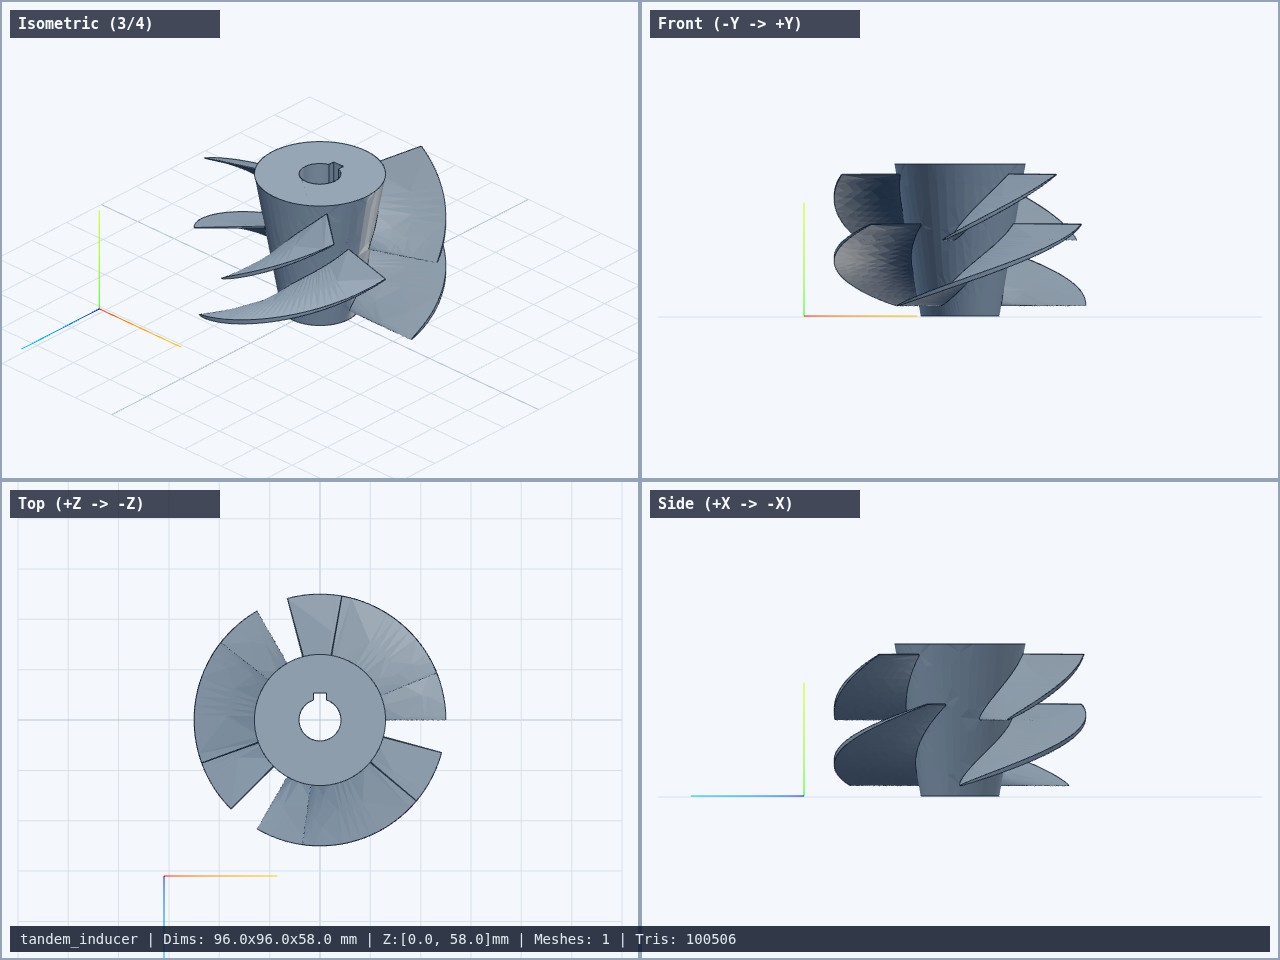 Isometric (3/4)
Front (-Y -> +Y)
Top (+Z -> -Z)
Side (+X -> -X)
tandem_inducer | Dims: 96.0x96.0x58.0 mm | Z:[0.0, 58.0]mm | Meshes: 1 | Tris: 100506